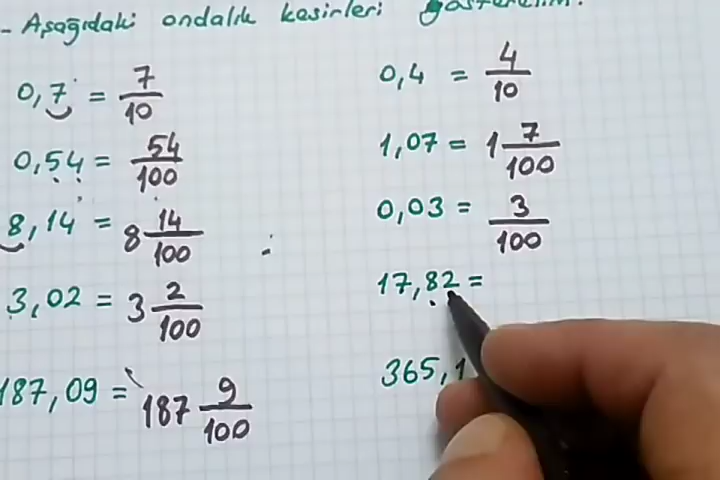 - Aşağıdaki ondalık kesirleri gösterelim.
0,7 = 7/10
0,54 = 54/100
8,14 = 8 14/100
3,02 = 3 2/100
187,09 = 187 9/100
0,4 = 4/10
1,07 = 1 7/100
0,03 = 3/100
17,82 =
365,1